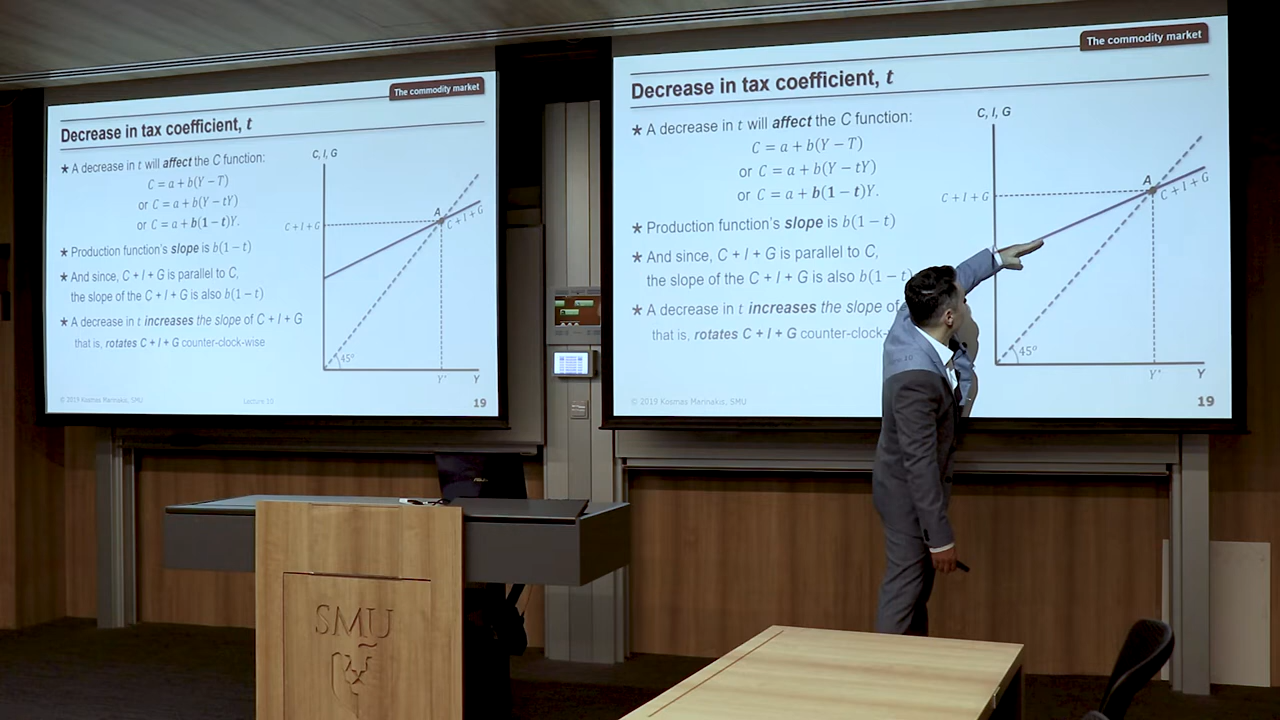 The commodity market
Decrease in tax coefficient, t
★ A decrease in t will affect the C function:
C = a + b(Y − T)
or C = a + b(Y − tY)
or C = a + b(1 − t)Y.
★ Production function's slope is b(1 − t)
★ And since, C + I + G is parallel to C,
the slope of the C + I + G is also b(1 − t)
★ A decrease in t increases the slope of C + I + G
that is, rotates C + I + G counter-clock-wise
C, I, G
C + I + G
A
C + I + G
45°
Y*
Y
© 2019 Kosmas Marinakis, SMU
Lecture 10
19
The commodity market
Decrease in tax coefficient, t
★ A decrease in t will affect the C function:
C = a + b(Y − T)
or C = a + b(Y − tY)
or C = a + b(1 − t)Y.
★ Production function's slope is b(1 − t)
★ And since, C + I + G is parallel to C,
the slope of the C + I + G is also b(1 − t)
★ A decrease in t increases the slope of
that is, rotates C + I + G counter-clock-
C, I, G
C + I + G
A
C + I + G
45°
Y*
Y
© 2019 Kosmas Marinakis, SMU
19
SMU